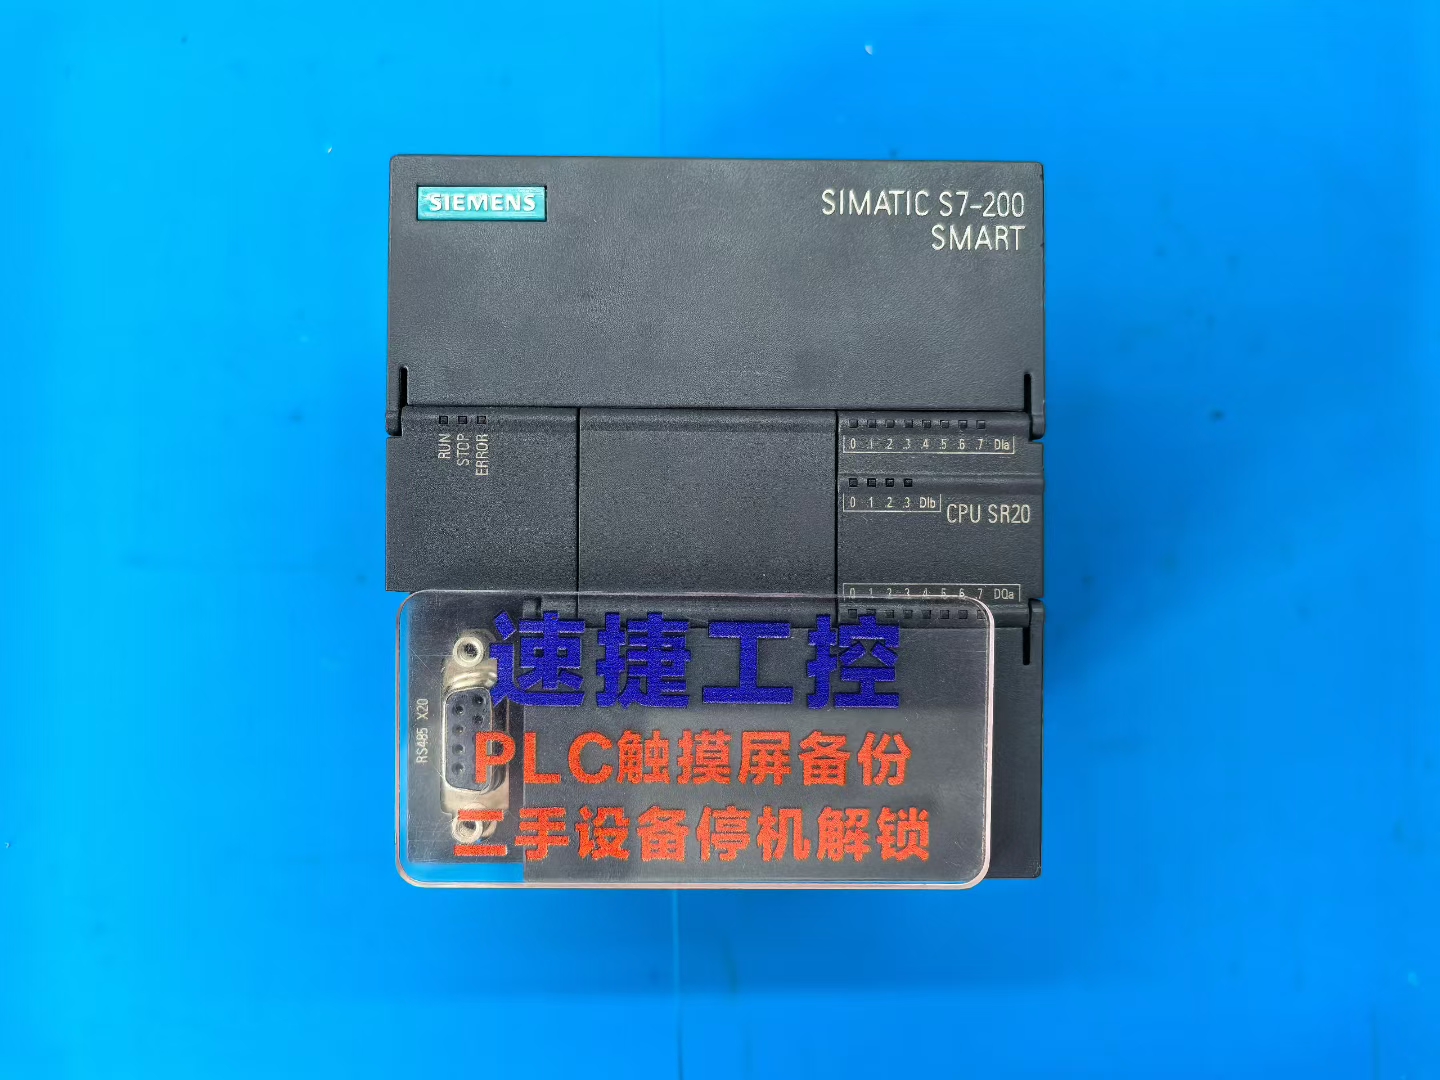 SIEMENS
SIMATIC S7-200
SMART
RUN
STOP
ERROR
.0 .1 .2 .3 .4 .5 .6 .7 DIa
.0 .1 .2 .3 DIb
CPU SR20
.0 .1 .2 .3 .4 .5 .6 .7 DQa
RS485 X20
速捷工控
PLC触摸屏备份
二手设备停机解锁